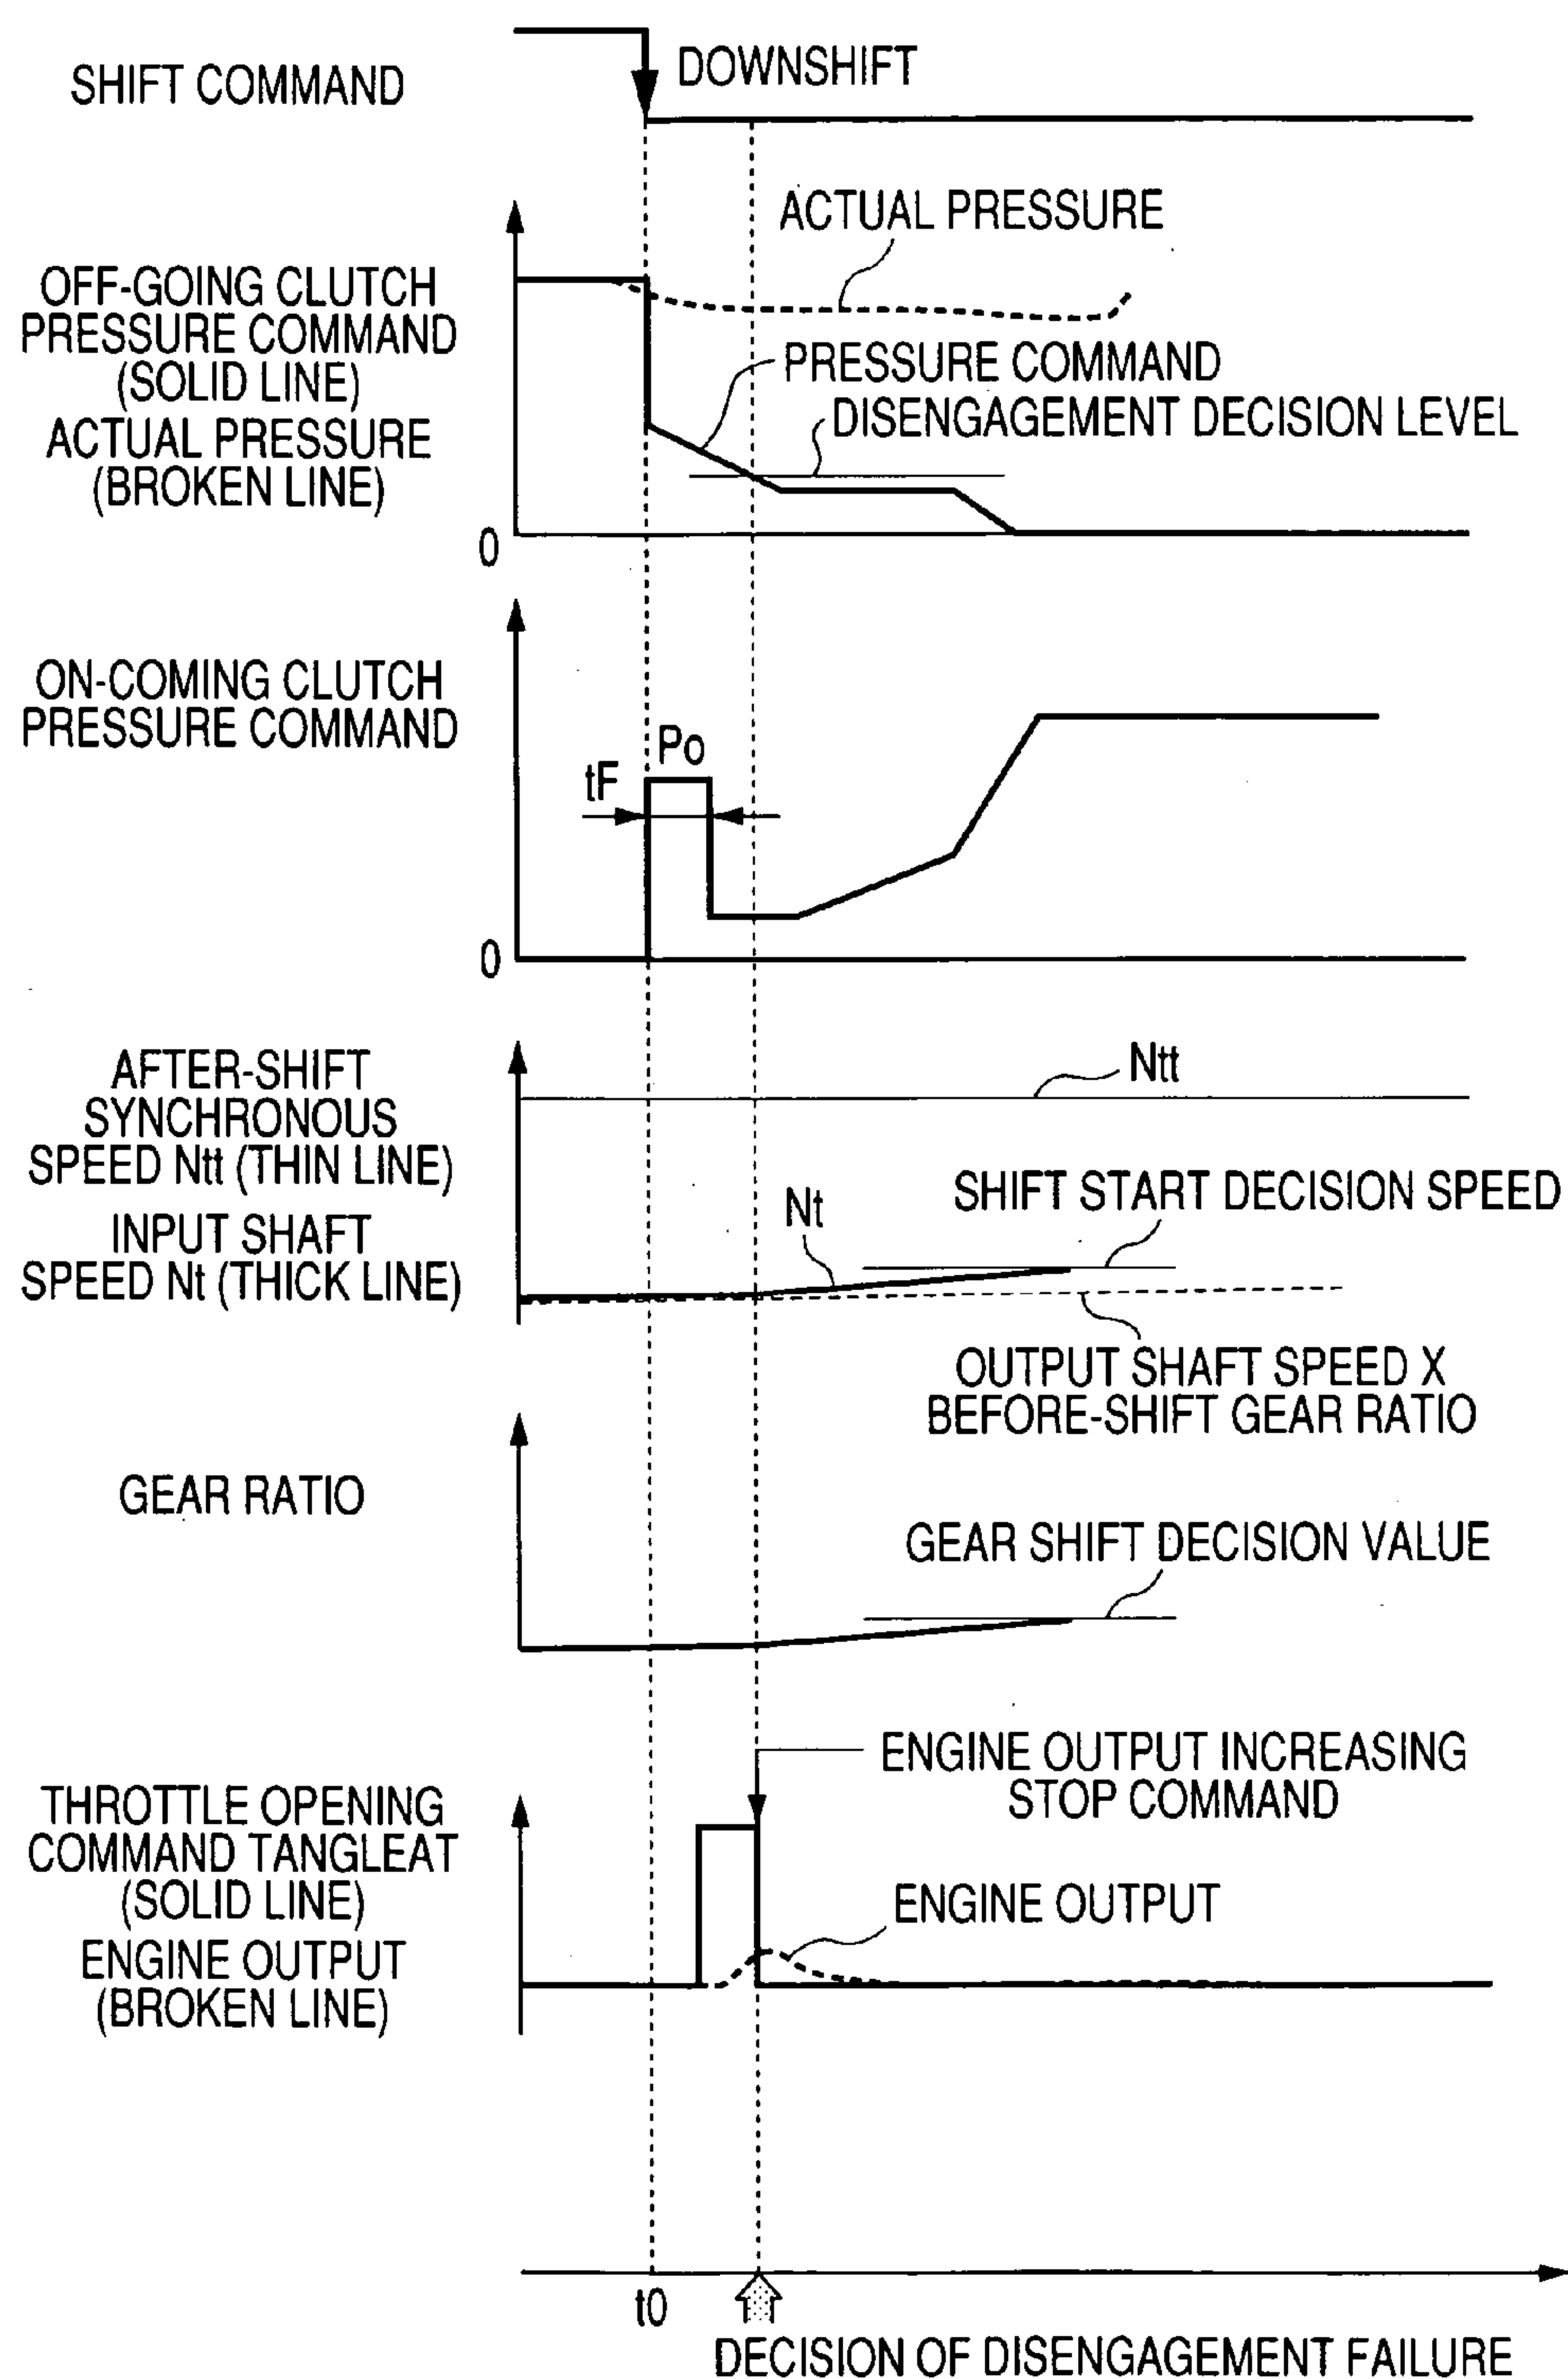 SHIFT COMMAND
DOWNSHIFT
ACTUAL PRESSURE
OFF-GOING CLUTCH
PRESSURE COMMAND
(SOLID LINE)
ACTUAL PRESSURE
(BROKEN LINE)
PRESSURE COMMAND
DISENGAGEMENT DECISION LEVEL
0
ON-COMING CLUTCH
PRESSURE COMMAND
Po
tF
0
AFTER-SHIFT
SYNCHRONOUS
SPEED Ntt (THIN LINE)
INPUT SHAFT
SPEED Nt (THICK LINE)
Ntt
Nt
SHIFT START DECISION SPEED
OUTPUT SHAFT SPEED X
BEFORE-SHIFT GEAR RATIO
GEAR RATIO
GEAR SHIFT DECISION VALUE
ENGINE OUTPUT INCREASING
STOP COMMAND
THROTTLE OPENING
COMMAND TANGLEAT
(SOLID LINE)
ENGINE OUTPUT
(BROKEN LINE)
ENGINE OUTPUT
t0
DECISION OF DISENGAGEMENT FAILURE